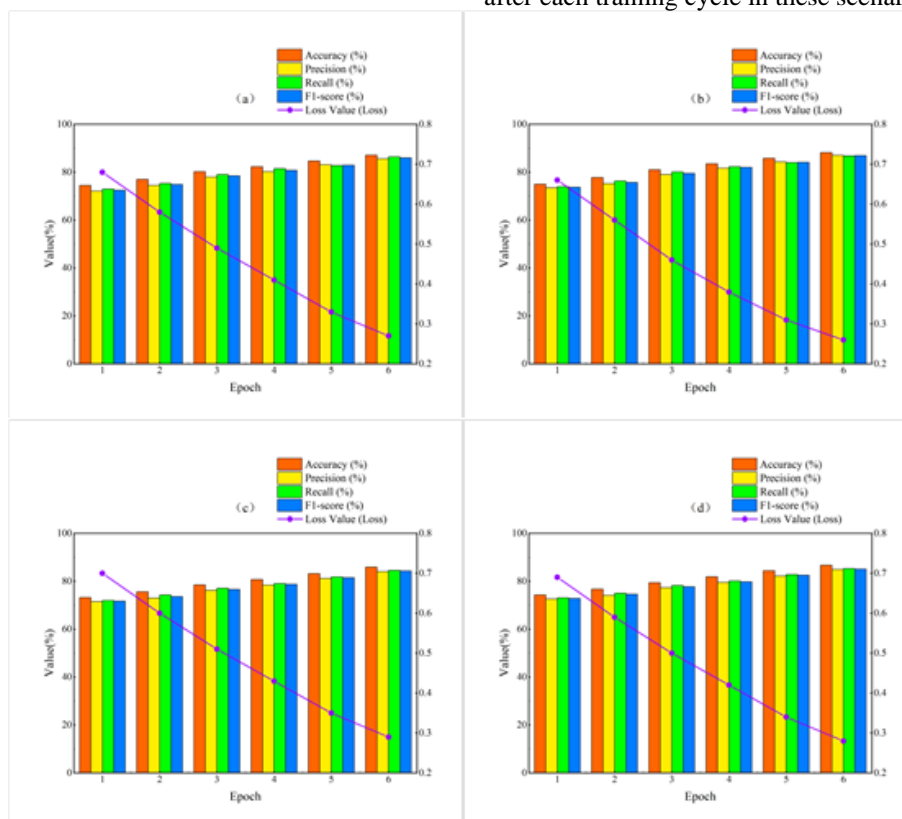 after each training cycle in these scenar
Accuracy (%)
Precision (%)
Recall (%)
F1-score (%)
Loss Value (Loss)
(a)
100
80
60
40
20
0
Value(%)
0.8
0.7
0.6
0.5
0.4
0.3
0.2
1 2 3 4 5 6
Epoch
Accuracy (%)
Precision (%)
Recall (%)
F1-score (%)
Loss Value (Loss)
(b)
100
80
60
40
20
0
Value(%)
0.8
0.7
0.6
0.5
0.4
0.3
0.2
1 2 3 4 5 6
Epoch
Accuracy (%)
Precision (%)
Recall (%)
F1-score (%)
Loss Value (Loss)
(c)
100
80
60
40
20
0
Value(%)
0.8
0.7
0.6
0.5
0.4
0.3
0.2
1 2 3 4 5 6
Epoch
Accuracy (%)
Precision (%)
Recall (%)
F1-score (%)
Loss Value (Loss)
(d)
100
80
60
40
20
0
Value(%)
0.8
0.7
0.6
0.5
0.4
0.3
0.2
1 2 3 4 5 6
Epoch